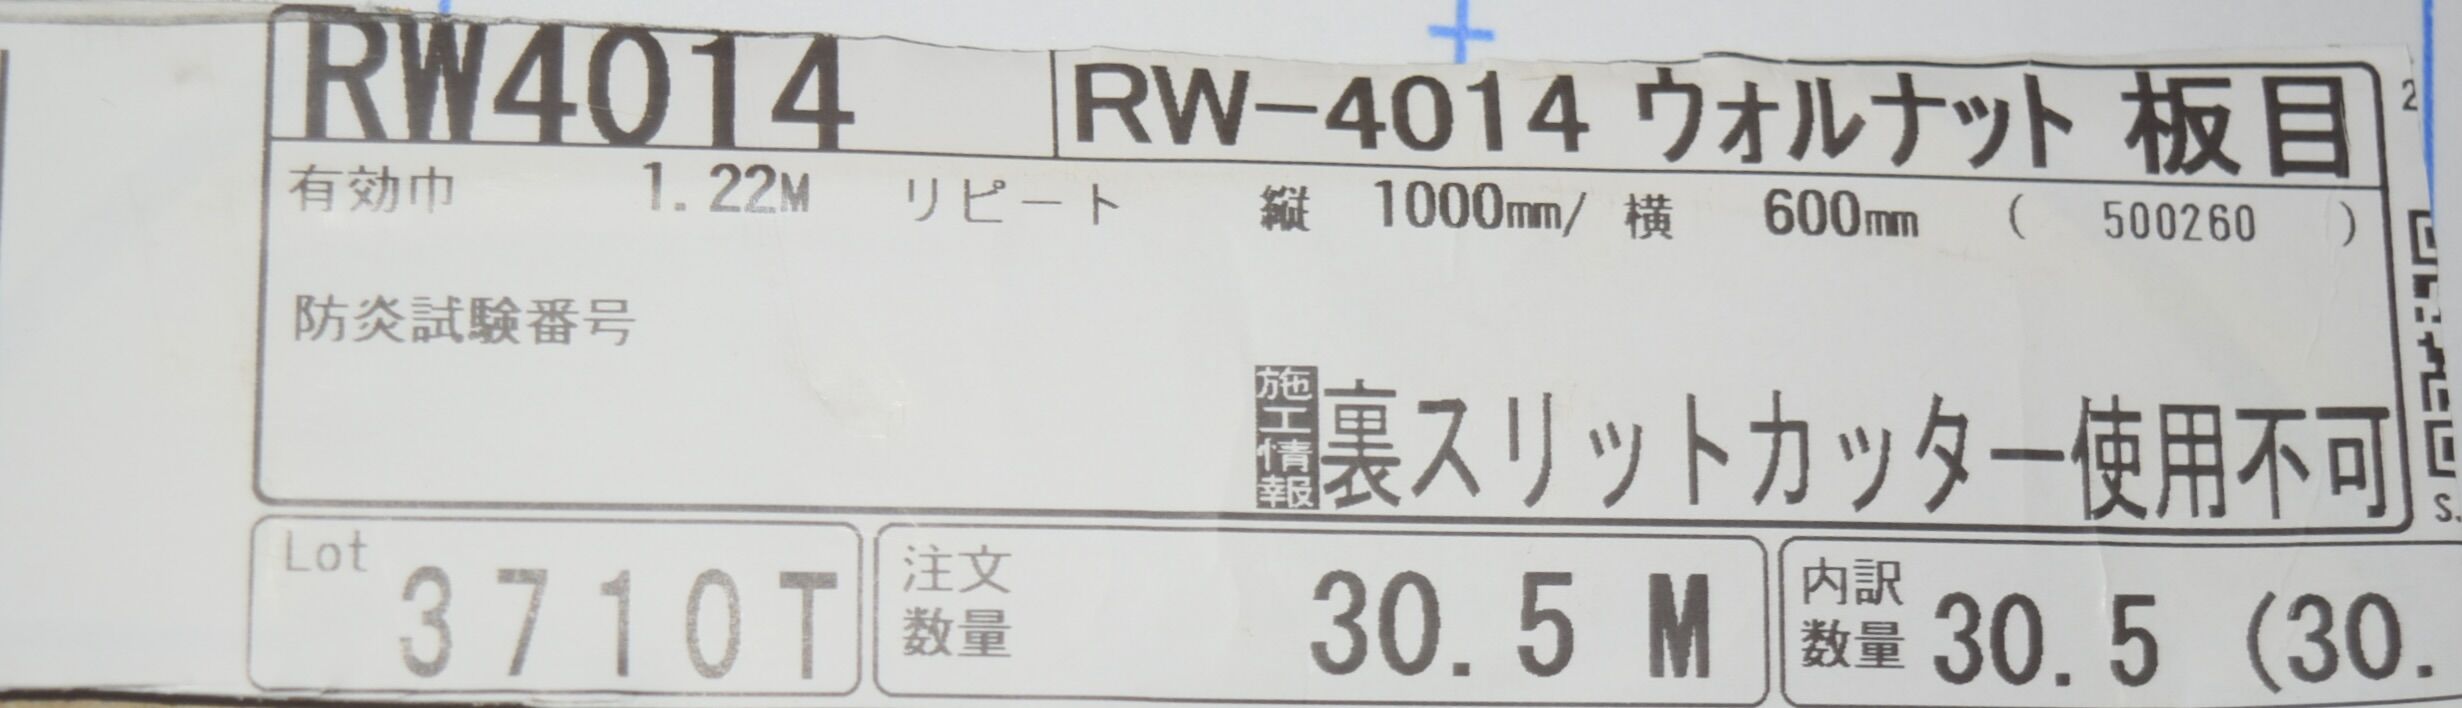 RW4014
RW-4014 ウォルナット 板目
有効巾 1.22M リピート 縦 1000mm/ 横 600mm ( 500260 )
防炎試験番号
施工情報 裏スリットカッター使用不可
Lot 3710T
注文数量 30.5 M
内訳数量 30.5 (30.
2
S.